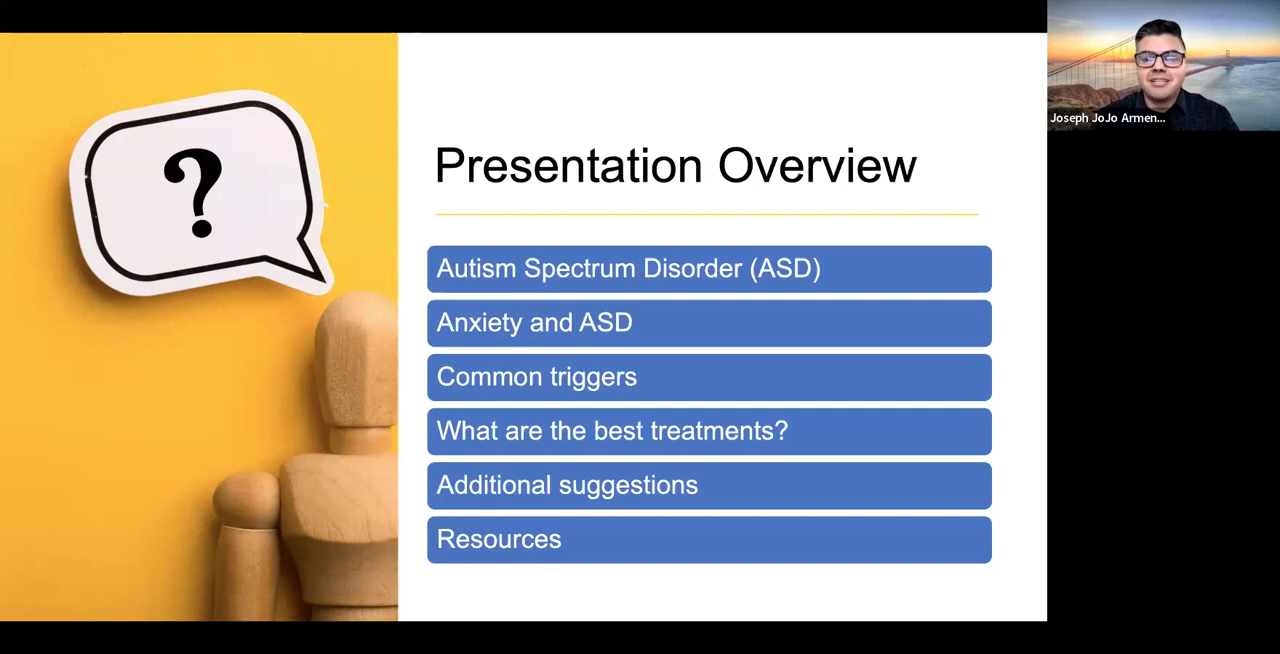 ?
Presentation Overview
Autism Spectrum Disorder (ASD)
Anxiety and ASD
Common triggers
What are the best treatments?
Additional suggestions
Resources
Joseph JoJo Armen...